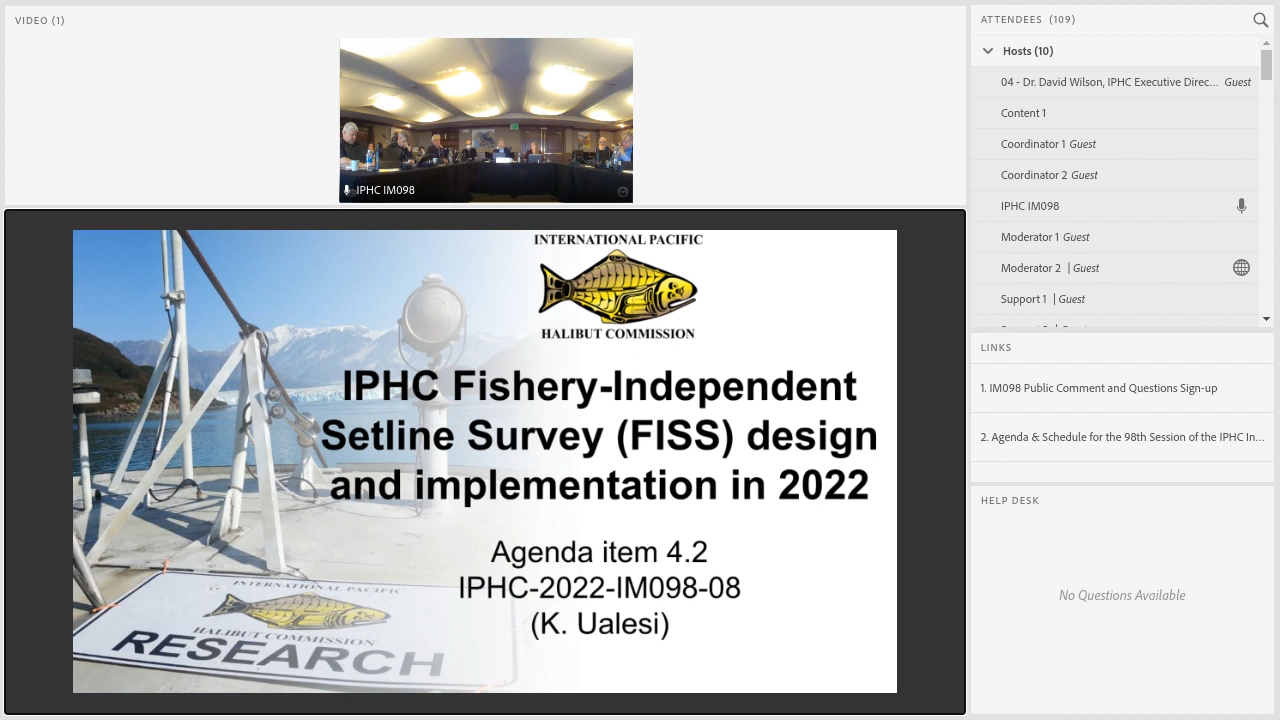 VIDEO (1)
IPHC IM098
INTERNATIONAL PACIFIC
HALIBUT COMMISSION
IPHC Fishery-Independent
Setline Survey (FISS) design
and implementation in 2022
Agenda item 4.2
IPHC-2022-IM098-08
(K. Ualesi)
INTERNATIONAL PACIFIC
HALIBUT COMMISSION
RESEARCH
ATTENDEES (109)
Hosts (10)
04 - Dr. David Wilson, IPHC Executive Direc... Guest
Content 1
Coordinator 1 Guest
Coordinator 2 Guest
IPHC IM098
Moderator 1 Guest
Moderator 2 | Guest
Support 1 | Guest
LINKS
1. IM098 Public Comment and Questions Sign-up
2. Agenda & Schedule for the 98th Session of the IPHC In...
HELP DESK
No Questions Available